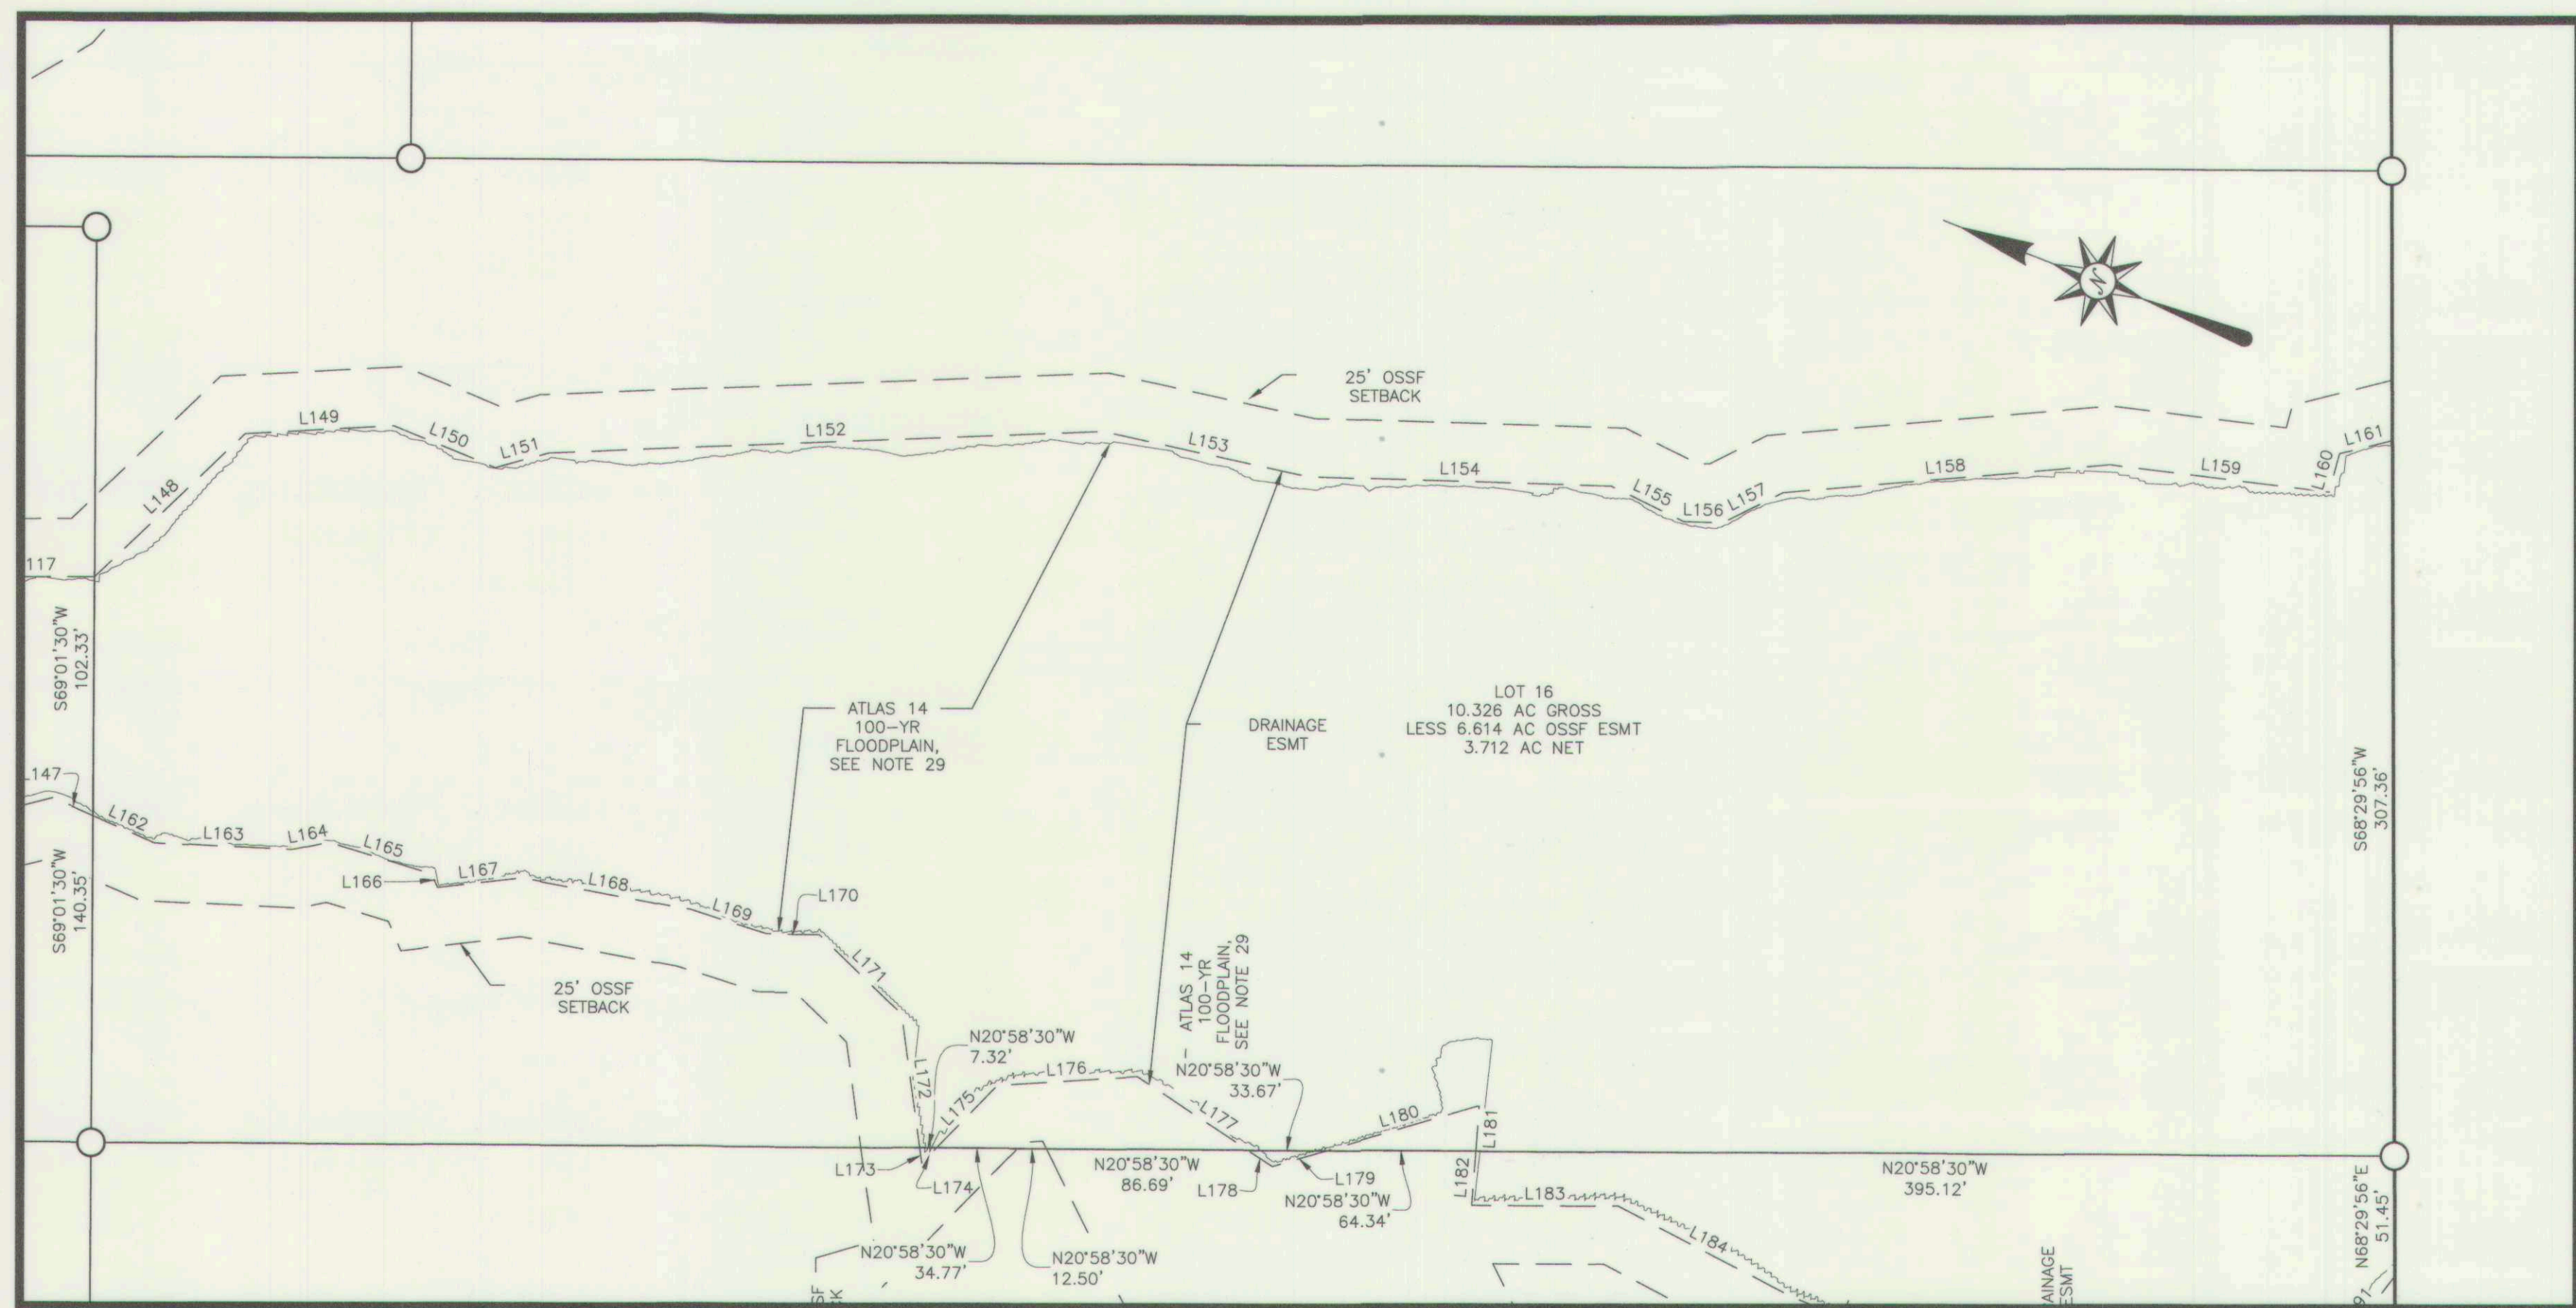 N
25' OSSF
SETBACK
L149
L150
L151
L152
L153
L154
L155
L156
L157
L158
L159
L160
L161
L148
117
S69°01'30"W
102.33'
ATLAS 14
100-YR
FLOODPLAIN,
SEE NOTE 29
DRAINAGE
ESMT
LOT 16
10.326 AC GROSS
LESS 6.614 AC OSSF ESMT
3.712 AC NET
S68°29'56"W
307.36'
147
L162
L163
L164
L165
L166
L167
L168
L169
L170
L171
S69°01'30"W
140.35'
25' OSSF
SETBACK
ATLAS 14
100-YR
FLOODPLAIN,
SEE NOTE 29
N20°58'30"W
7.32'
L172
L175
L176
N20°58'30"W
33.67'
L177
L180
L181
L173
L174
N20°58'30"W
86.69'
L178
L179
N20°58'30"W
64.34'
L182
L183
L184
N20°58'30"W
395.12'
N68°29'56"E
51.45'
N20°58'30"W
34.77'
N20°58'30"W
12.50'
SF
CK
AINAGE
ESMT
91